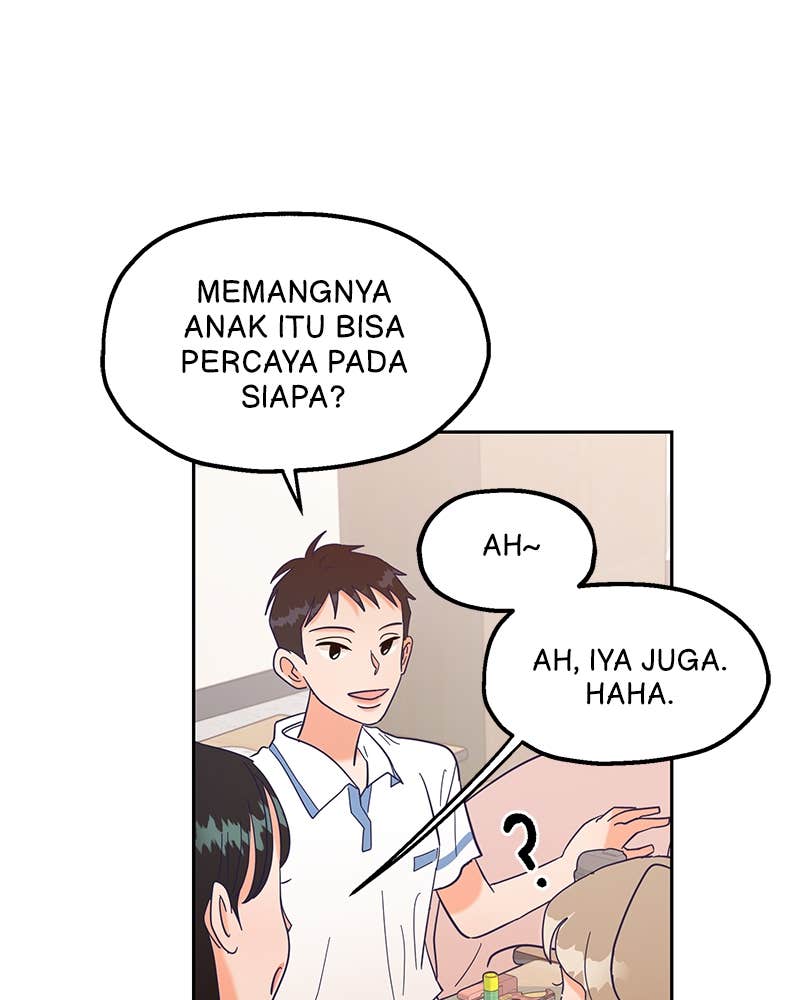 MEMANGNYA
ANAK ITU BISA
PERCAYA PADA
SIAPA?
AH~
AH, IYA JUGA.
HAHA.
?